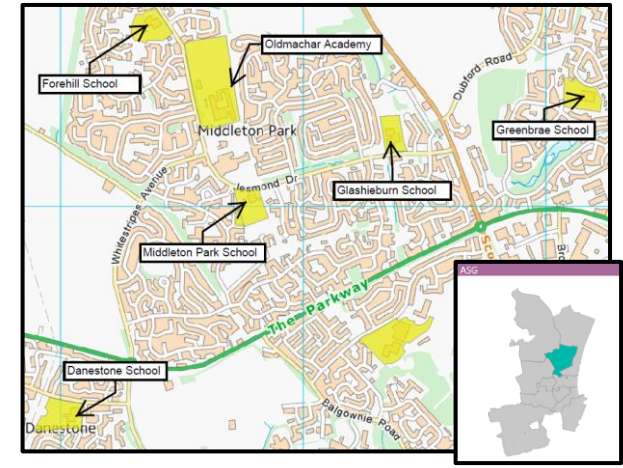 Oldmachar Academy
Forehill School
Dubford Road
Middleton Park
Greenbrae School
Jesmond Dr
Glashieburn School
Whitestripes Avenue
Middleton Park School
The Parkway
ASG
Danestone School
Danestone
Balgownie Road